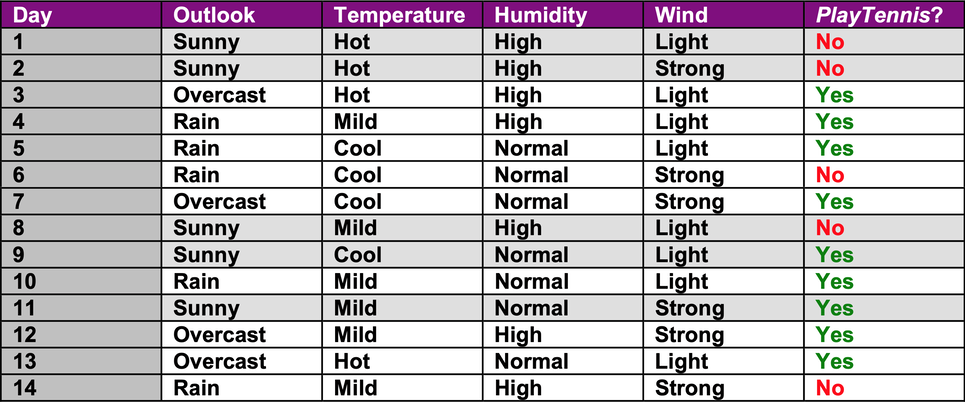 Day Outlook Temperature Humidity Wind PlayTennis?
1 Sunny Hot High Light No
2 Sunny Hot High Strong No
3 Overcast Hot High Light Yes
4 Rain Mild High Light Yes
5 Rain Cool Normal Light Yes
6 Rain Cool Normal Strong No
7 Overcast Cool Normal Strong Yes
8 Sunny Mild High Light No
9 Sunny Cool Normal Light Yes
10 Rain Mild Normal Light Yes
11 Sunny Mild Normal Strong Yes
12 Overcast Mild High Strong Yes
13 Overcast Hot Normal Light Yes
14 Rain Mild High Strong No